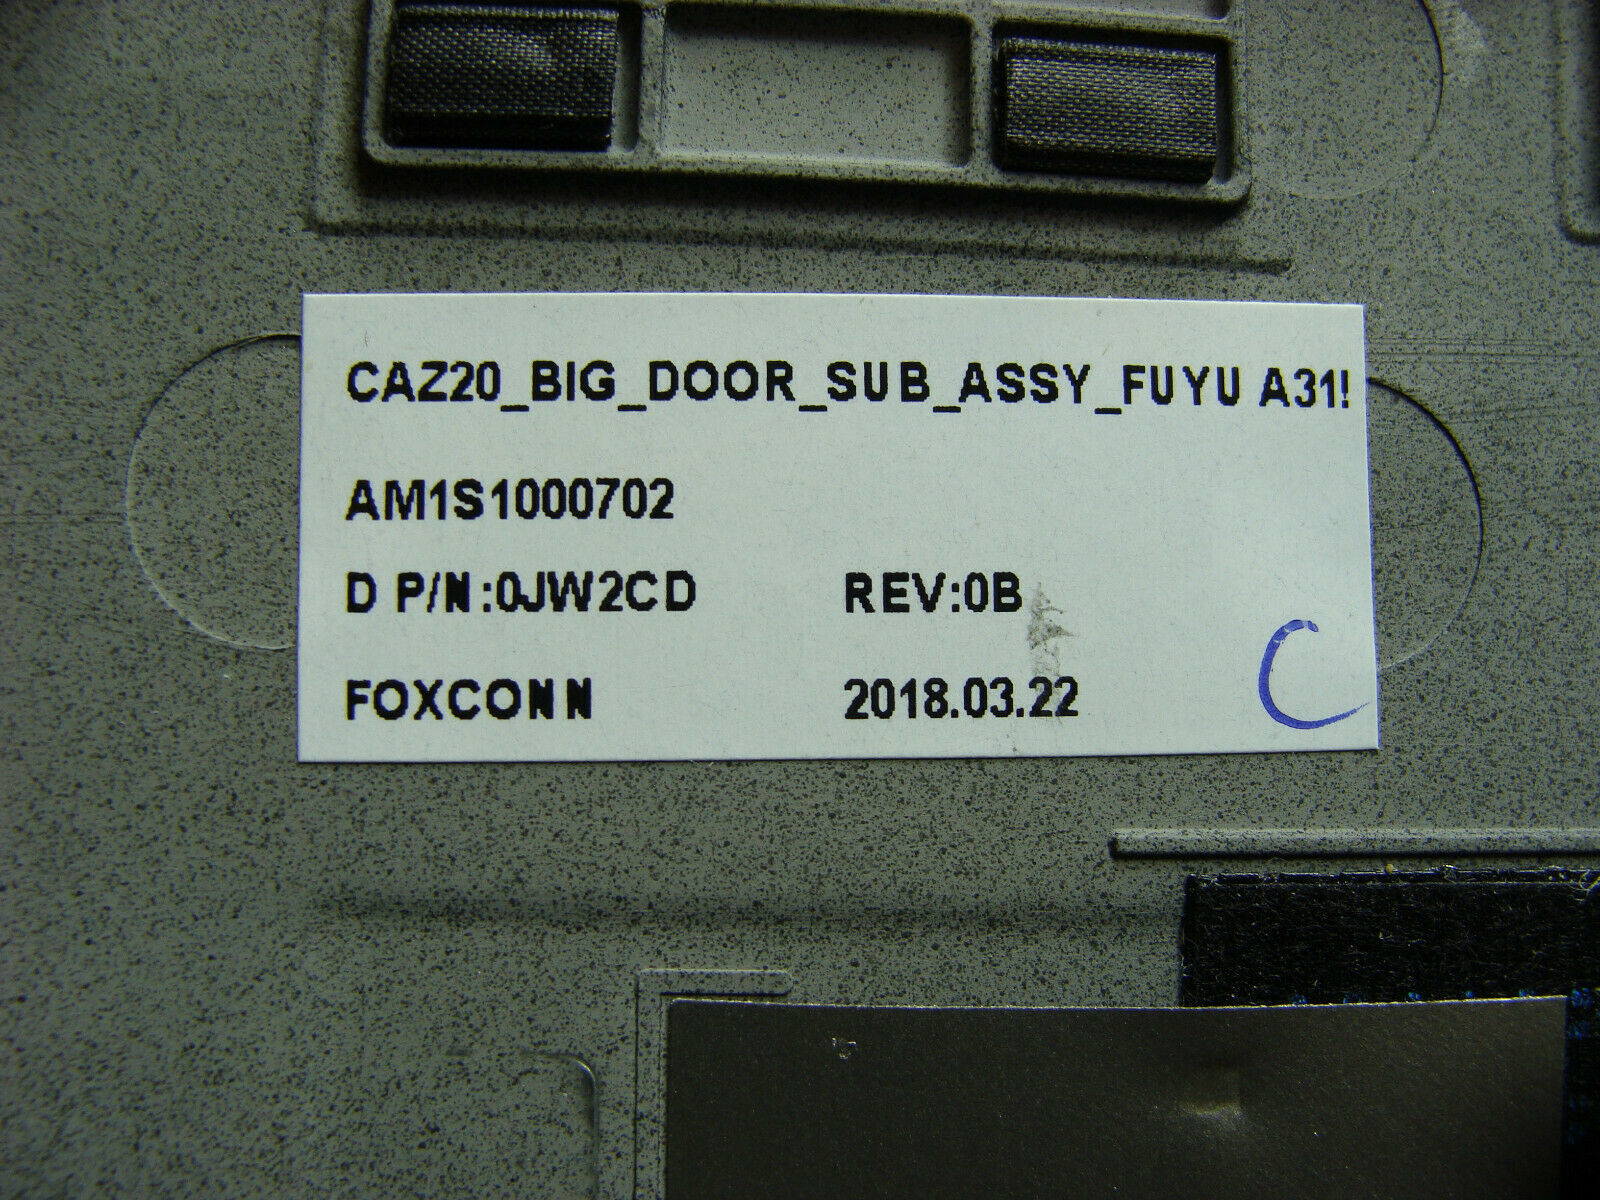 CAZ20_BIG_DOOR_SUB_ASSY_FUYU A31!
AM1S1000702
D P/N:0JW2CD REV:0B
FOXCONN 2018.03.22
C